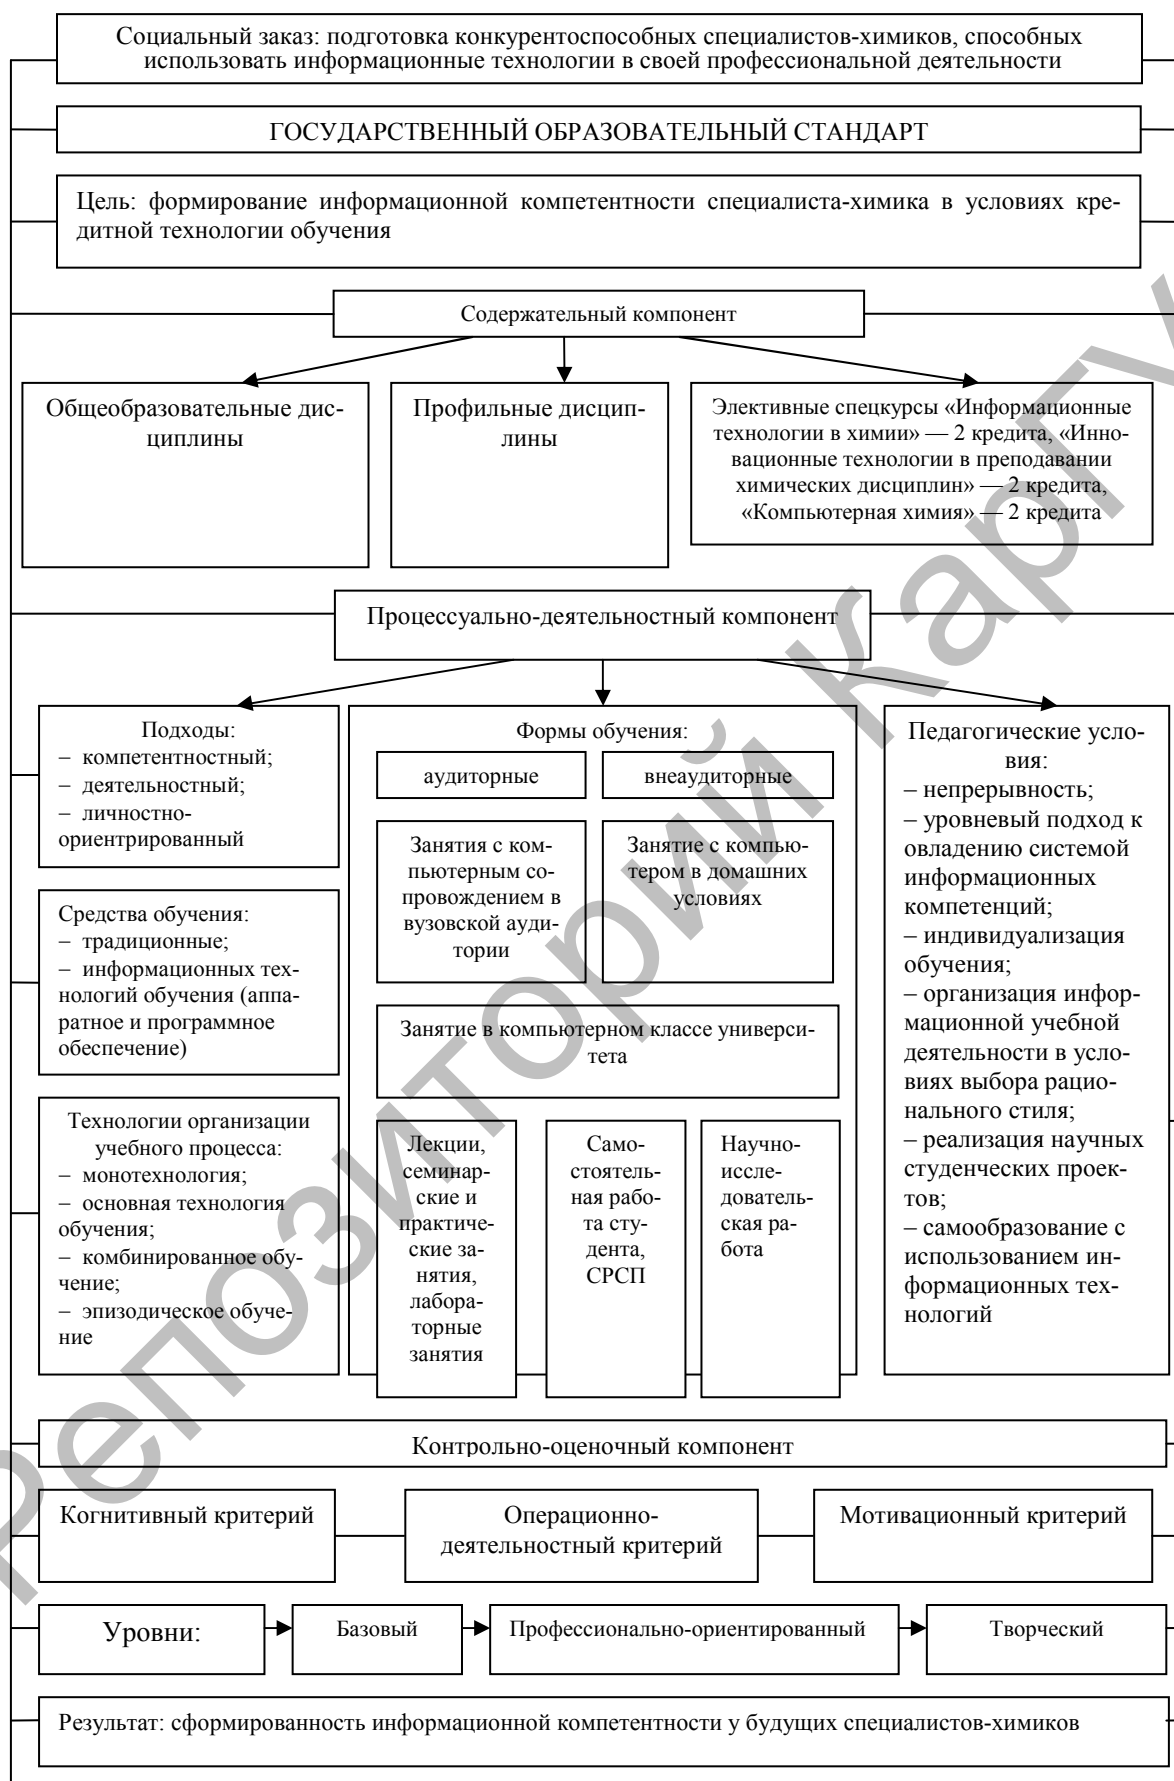 Социальный заказ: подготовка конкурентоспособных специалистов-химиков, способных
использовать информационные технологии в своей профессиональной деятельности
ГОСУДАРСТВЕННЫЙ ОБРАЗОВАТЕЛЬНЫЙ СТАНДАРТ
Цель: формирование информационной компетентности специалиста-химика в условиях кре-
дитной технологии обучения
Содержательный компонент
Общеобразовательные дис-
циплины
Профильные дисцип-
лины
Элективные спецкурсы «Информационные
технологии в химии» — 2 кредита, «Инно-
вационные технологии в преподавании
химических дисциплин» — 2 кредита,
«Компьютерная химия» — 2 кредита
Процессуально-деятельностный компонент
Подходы:
– компетентностный;
– деятельностный;
– личностно-
ориентрированный
Средства обучения:
– традиционные;
– информационных тех-
нологий обучения (аппа-
ратное и программное
обеспечение)
Технологии организации
учебного процесса:
– монотехнология;
– основная технология
обучения;
– комбинированное обу-
чение;
– эпизодическое обуче-
ние
Формы обучения:
аудиторные
внеаудиторные
Занятия с ком-
пьютерным со-
провождением в
вузовской ауди-
тории
Занятие с компью-
тером в домашних
условиях
Занятие в компьютерном классе универси-
тета
Лекции,
семинар-
ские и
практиче-
ские за-
нятия,
лабора-
торные
занятия
Само-
стоятель-
ная рабо-
та сту-
дента,
СРСП
Научно-
иссле-
дователь-
ская ра-
бота
Педагогические усло-
вия:
– непрерывность;
– уровневый подход к
овладению системой
информационных
компетенций;
– индивидуализация
обучения;
– организация инфор-
мационной учебной
деятельности в усло-
виях выбора рацио-
нального стиля;
– реализация научных
студенческих проек-
тов;
– самообразование с
использованием ин-
формационных тех-
нологий
Контрольно-оценочный компонент
Когнитивный критерий
Операционно-
деятельностный критерий
Мотивационный критерий
Уровни:
Базовый
Профессионально-ориентированный
Творческий
Результат: сформированность информационной компетентности у будущих специалистов-химиков
Репозиторий КарГУ